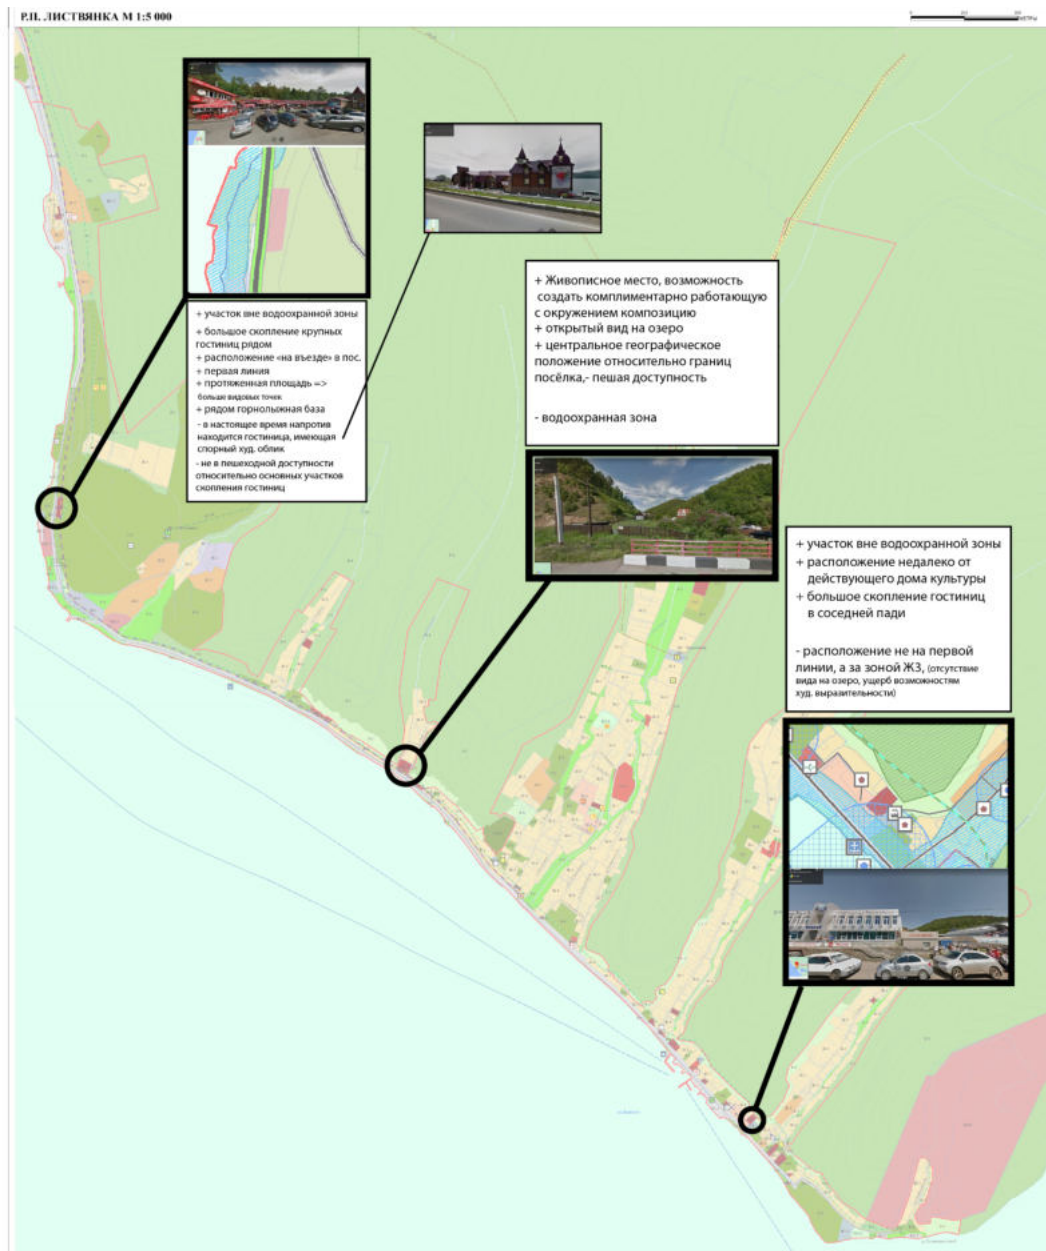 Р.П. ЛИСТВЯНКА М 1:5 000
МЕТРЫ
+ участок вне водоохранной зоны
+ большое скопление крупных
гостиниц рядом
+ расположение «на въезде» в пос.
+ первая линия
+ протяженная площадь =>
больше видовых точек
+ рядом горнолыжная база
- в настоящее время напротив
находится гостиница, имеющая
спорный худ. облик
- не в пешеходной доступности
относительно основных участков
скопления гостиниц
+ Живописное место, возможность
создать комплиментарно работающую
с окружением композицию
+ открытый вид на озеро
+ центральное географическое
положение относительно границ
посёлка,- пешая доступность
- водоохранная зона
+ участок вне водоохранной зоны
+ расположение недалеко от
действующего дома культуры
+ большое скопление гостиниц
в соседней пади
- расположение не на первой
линии, а за зоной Ж3, (отсутствие
вида на озеро, ущерб возможностям
худ. выразительности)